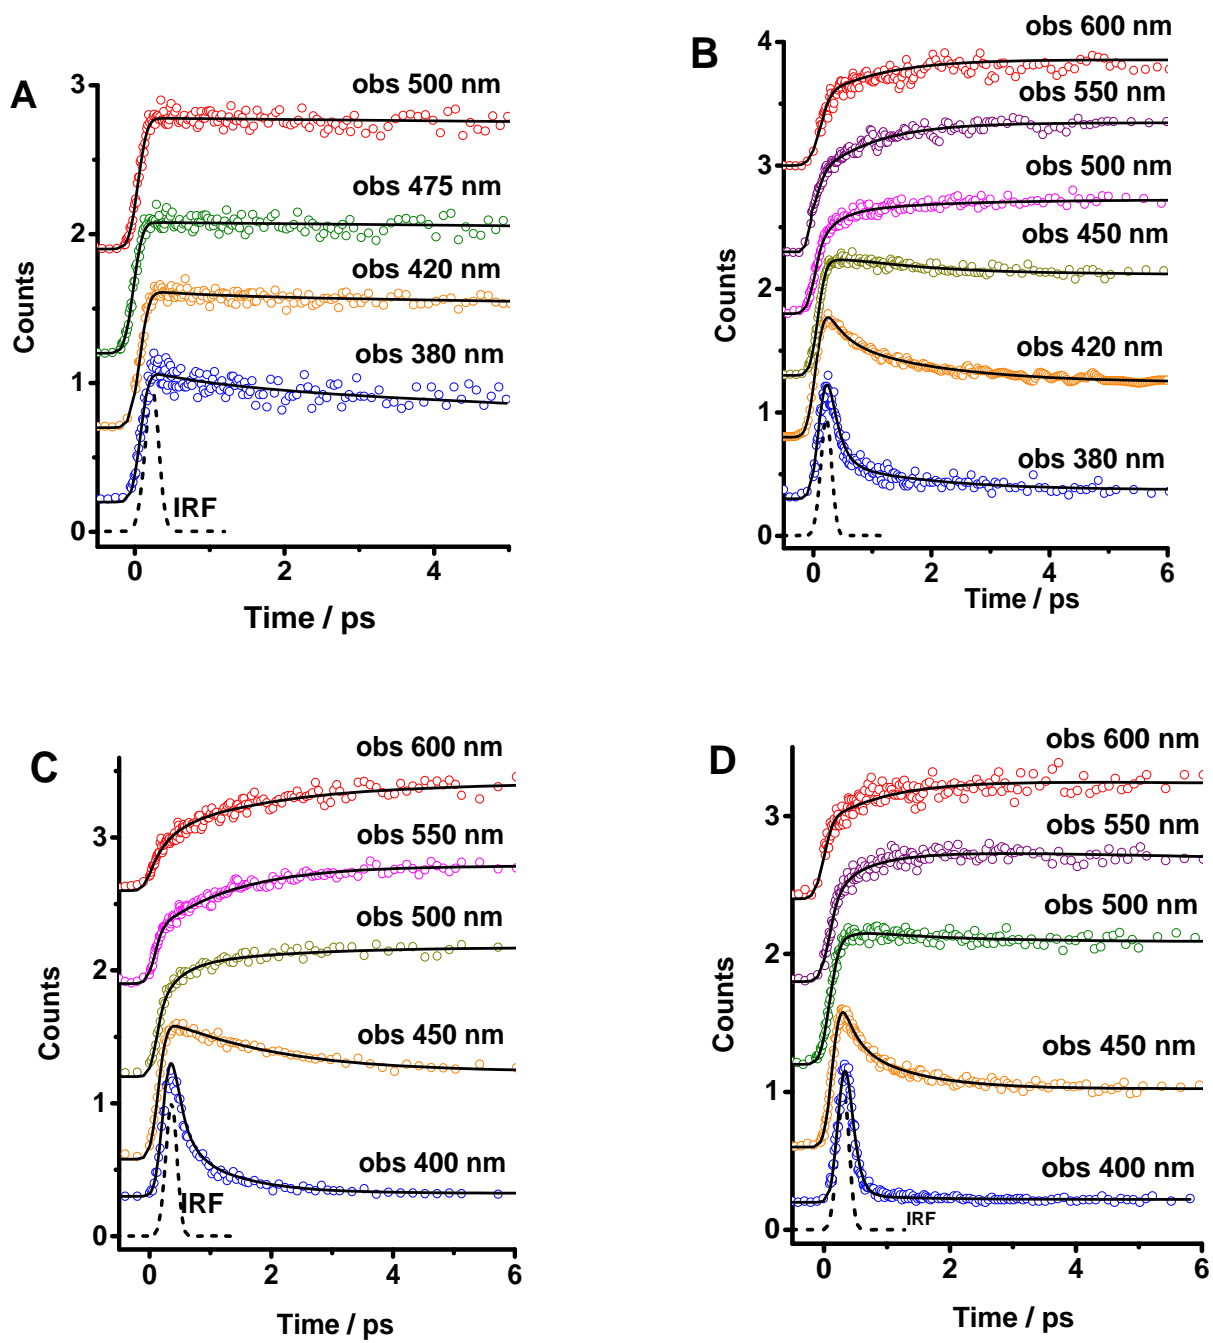 A
3
obs 500 nm
obs 475 nm
2
obs 420 nm
obs 380 nm
1
IRF
0
0 2 4
Counts
Time / ps
B
4
obs 600 nm
obs 550 nm
3
obs 500 nm
obs 450 nm
2
obs 420 nm
1
obs 380 nm
0
0 2 4 6
Counts
Time / ps
C
obs 600 nm
3
obs 550 nm
obs 500 nm
2
obs 450 nm
1
obs 400 nm
IRF
0
0 2 4 6
Counts
Time / ps
D
obs 600 nm
3
obs 550 nm
obs 500 nm
2
obs 450 nm
1
obs 400 nm
IRF
0
0 2 4 6
Counts
Time / ps